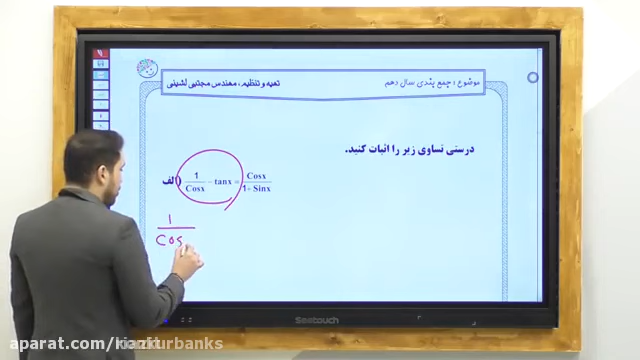 موضوع : جمع بندی سال دهم
تهیه و تنظیم، مهندس مجتبی لشینی
درستی تساوی زیر را اثبات کنید.
الف) 1/Cosx - tanx = Cosx/1+Sinx
1
Cos
Seetouch
aparat.com/